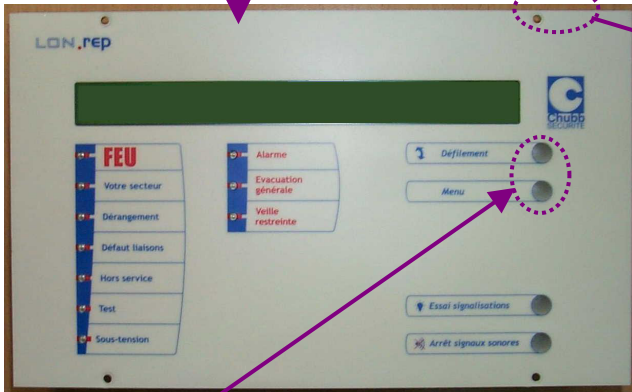 LON.rep
Chubb
SECURITE
FEU
Votre secteur
Dérangement
Défaut liaisons
Hors service
Test
Sous-tension
Alarme
Evacuation
générale
Veille
restreinte
Défilement
Menu
Essai signalisations
Arrêt signaux sonores